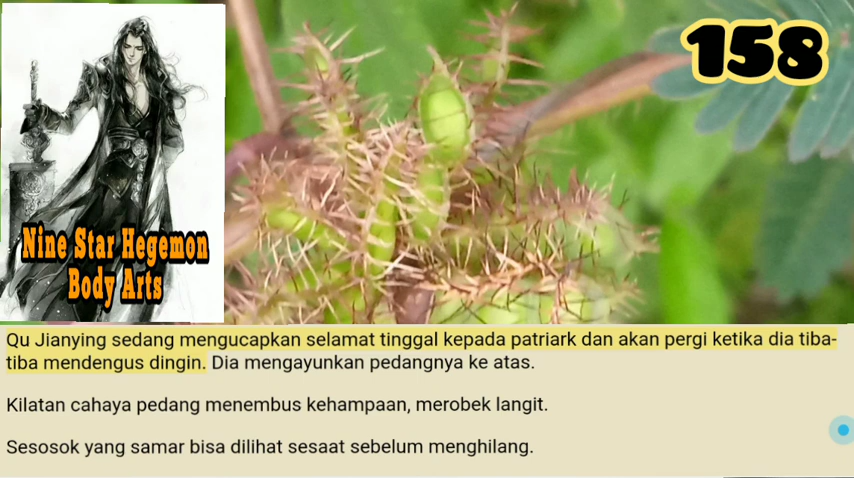 158
Nine Star Hegemon
Body Arts
Qu Jianying sedang mengucapkan selamat tinggal kepada patriark dan akan pergi ketika dia tiba-
tiba mendengus dingin. Dia mengayunkan pedangnya ke atas.
Kilatan cahaya pedang menembus kehampaan, merobek langit.
Sesosok yang samar bisa dilihat sesaat sebelum menghilang.